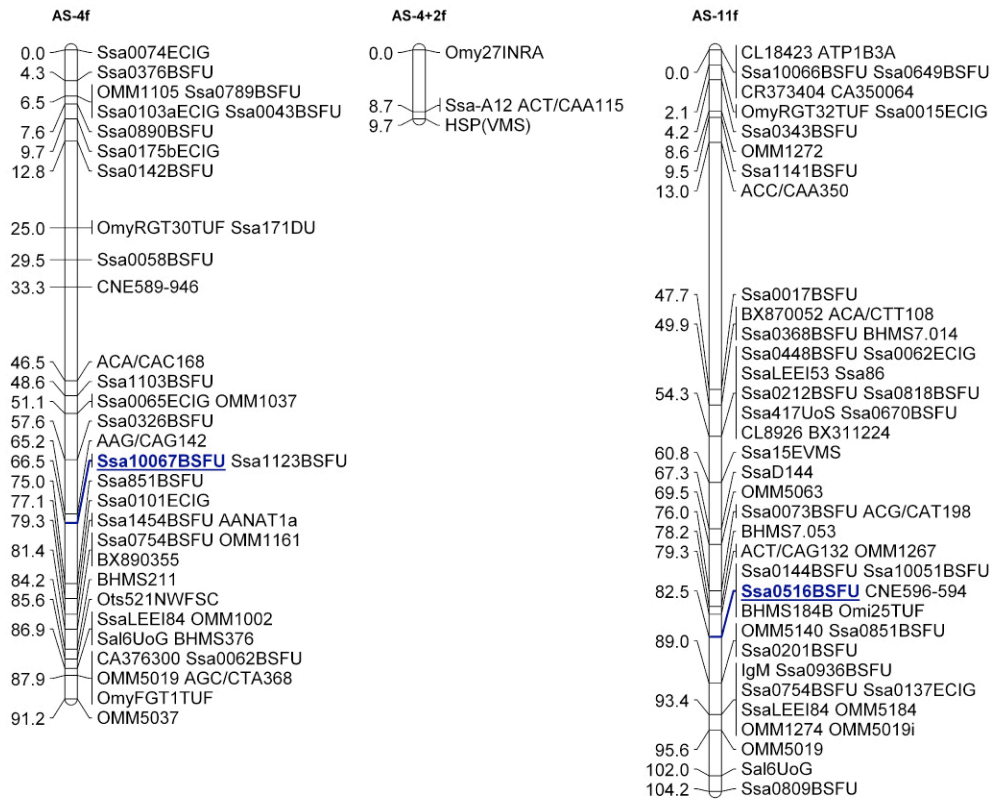 AS-4f
0.0 Ssa0074ECIG
4.3 Ssa0376BSFU
6.5 OMM1105 Ssa0789BSFU
Ssa0103aECIG Ssa0043BSFU
7.6 Ssa0890BSFU
9.7 Ssa0175bECIG
12.8 Ssa0142BSFU
25.0 OmyRGT30TUF Ssa171DU
29.5 Ssa0058BSFU
33.3 CNE589-946
46.5 ACA/CAC168
48.6 Ssa1103BSFU
51.1 Ssa0065ECIG OMM1037
57.6 Ssa0326BSFU
65.2 AAG/CAG142
66.5 Ssa10067BSFU Ssa1123BSFU
75.0 Ssa851BSFU
77.1 Ssa0101ECIG
79.3 Ssa1454BSFU AANAT1a
81.4 Ssa0754BSFU OMM1161
BX890355
84.2 BHMS211
85.6 Ots521NWFSC
86.9 SsaLEEI84 OMM1002
Sal6UoG BHMS376
CA376300 Ssa0062BSFU
87.9 OMM5019 AGC/CTA368
OmyFGT1TUF
91.2 OMM5037
AS-4+2f
0.0 Omy27INRA
8.7 Ssa-A12 ACT/CAA115
9.7 HSP(VMS)
AS-11f
CL18423 ATP1B3A
0.0 Ssa10066BSFU Ssa0649BSFU
CR373404 CA350064
2.1 OmyRGT32TUF Ssa0015ECIG
4.2 Ssa0343BSFU
8.6 OMM1272
9.5 Ssa1141BSFU
13.0 ACC/CAA350
47.7 Ssa0017BSFU
BX870052 ACA/CTT108
49.9 Ssa0368BSFU BHMS7.014
Ssa0448BSFU Ssa0062ECIG
SsaLEEI53 Ssa86
54.3 Ssa0212BSFU Ssa0818BSFU
Ssa417UoS Ssa0670BSFU
CL8926 BX311224
60.8 Ssa15EVMS
67.3 SsaD144
69.5 OMM5063
76.0 Ssa0073BSFU ACG/CAT198
78.2 BHMS7.053
79.3 ACT/CAG132 OMM1267
Ssa0144BSFU Ssa10051BSFU
82.5 Ssa0516BSFU CNE596-594
BHMS184B Omi25TUF
89.0 OMM5140 Ssa0851BSFU
Ssa0201BSFU
IgM Ssa0936BSFU
93.4 Ssa0754BSFU Ssa0137ECIG
SsaLEEI84 OMM5184
OMM1274 OMM5019i
95.6 OMM5019
102.0 Sal6UoG
104.2 Ssa0809BSFU